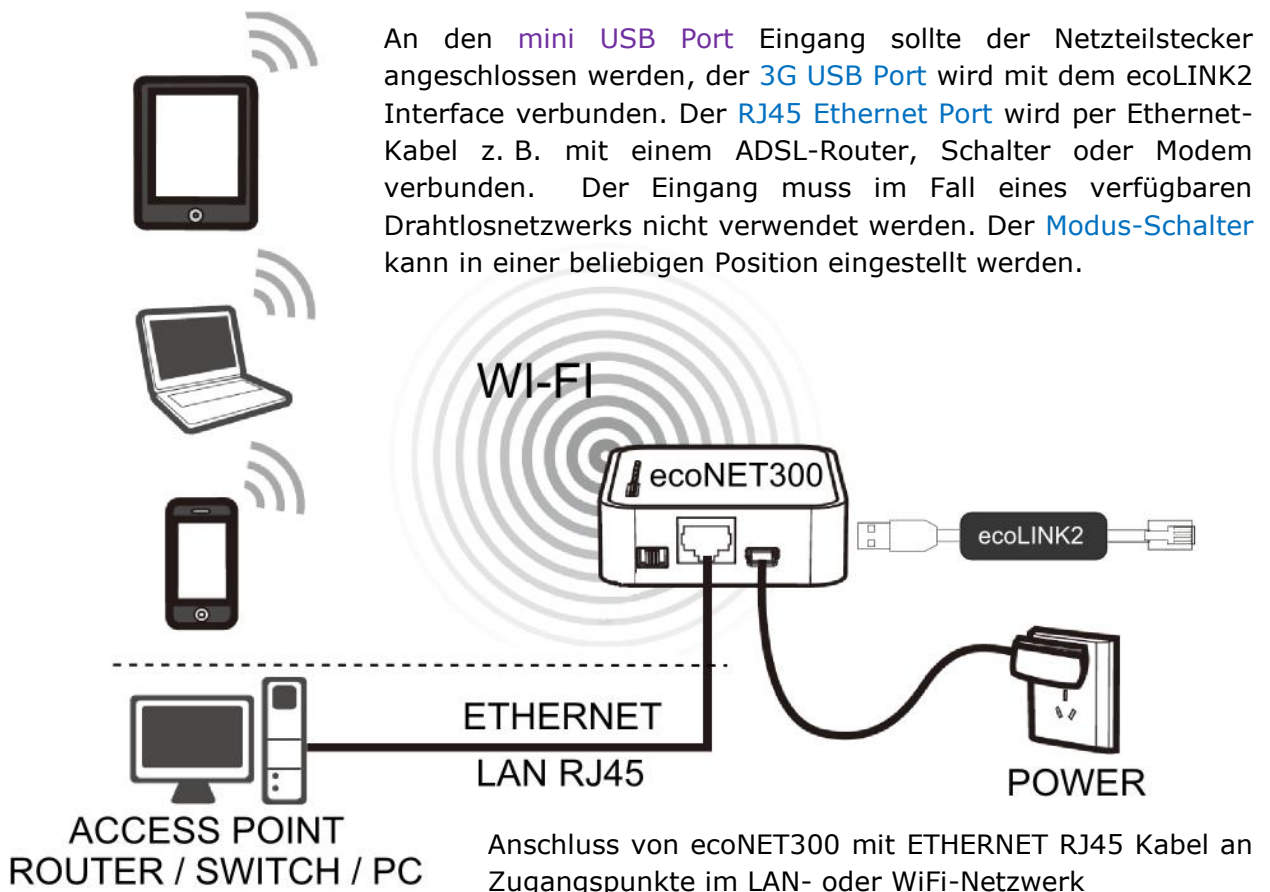 An den mini USB Port Eingang sollte der Netzteilstecker
angeschlossen werden, der 3G USB Port wird mit dem ecoLINK2
Interface verbunden. Der RJ45 Ethernet Port wird per Ethernet-
Kabel z. B. mit einem ADSL-Router, Schalter oder Modem
verbunden. Der Eingang muss im Fall eines verfügbaren
Drahtlosnetzwerks nicht verwendet werden. Der Modus-Schalter
kann in einer beliebigen Position eingestellt werden.
WI-FI
ecoNET300
ecoLINK2
ETHERNET
LAN RJ45
POWER
ACCESS POINT
ROUTER / SWITCH / PC
Anschluss von ecoNET300 mit ETHERNET RJ45 Kabel an
Zugangspunkte im LAN- oder WiFi-Netzwerk